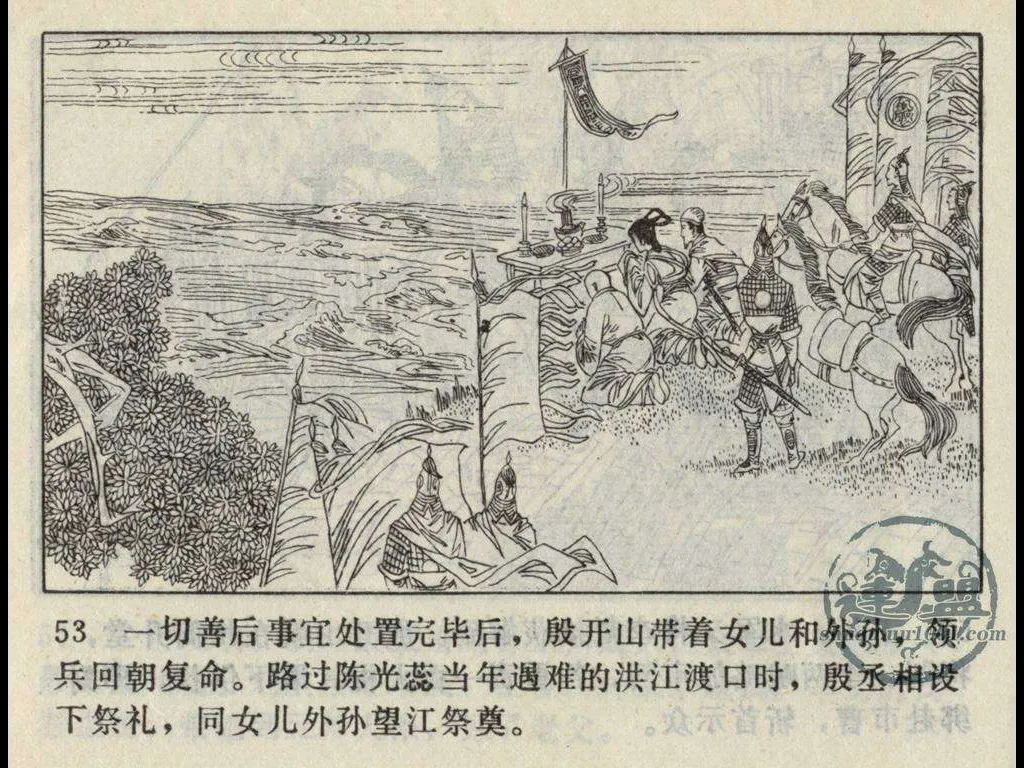 殷
53 一切善后事宜处置完毕后，殷开山带着女儿和外孙，领
兵回朝复命。路过陈光蕊当年遇难的洪江渡口时，殷丞相设
下祭礼，同女儿外孙望江祭奠。
连盟